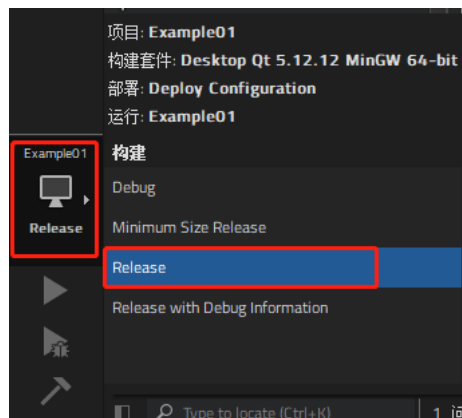 项目: Example01
构建套件: Desktop Qt 5.12.12 MinGW 64-bit
部署: Deploy Configuration
运行: Example01
Example01
Release
构建
Debug
Minimum Size Release
Release
Release with Debug Information
Type to locate (Ctrl+K)
1